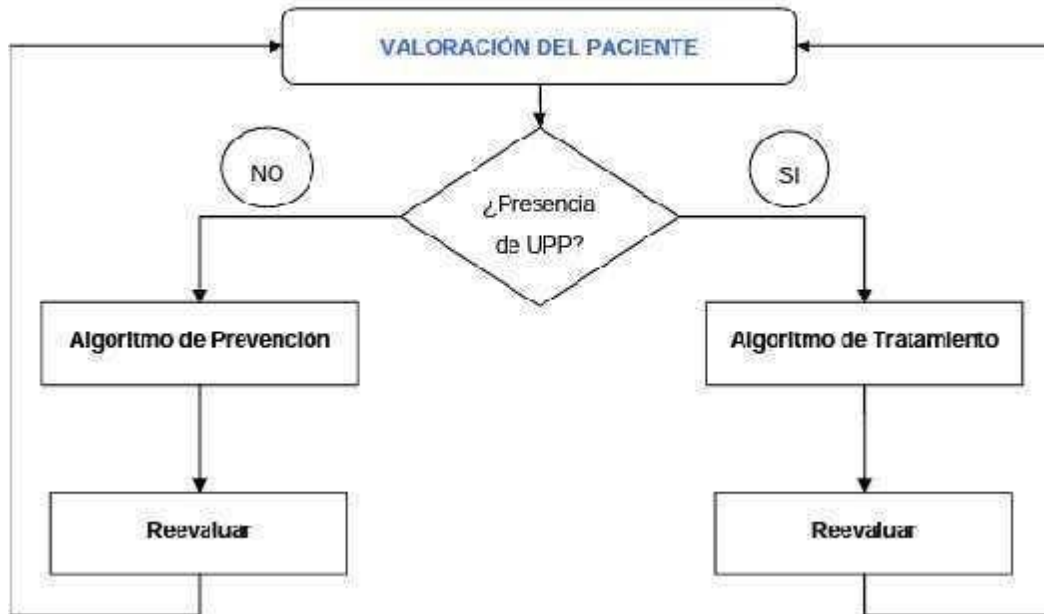 VALORACIÓN DEL PACIENTE
NO
SI
¿Presencia
de UPP?
Algoritmo de Prevención
Algoritmo de Tratamiento
Reevaluar
Reevaluar